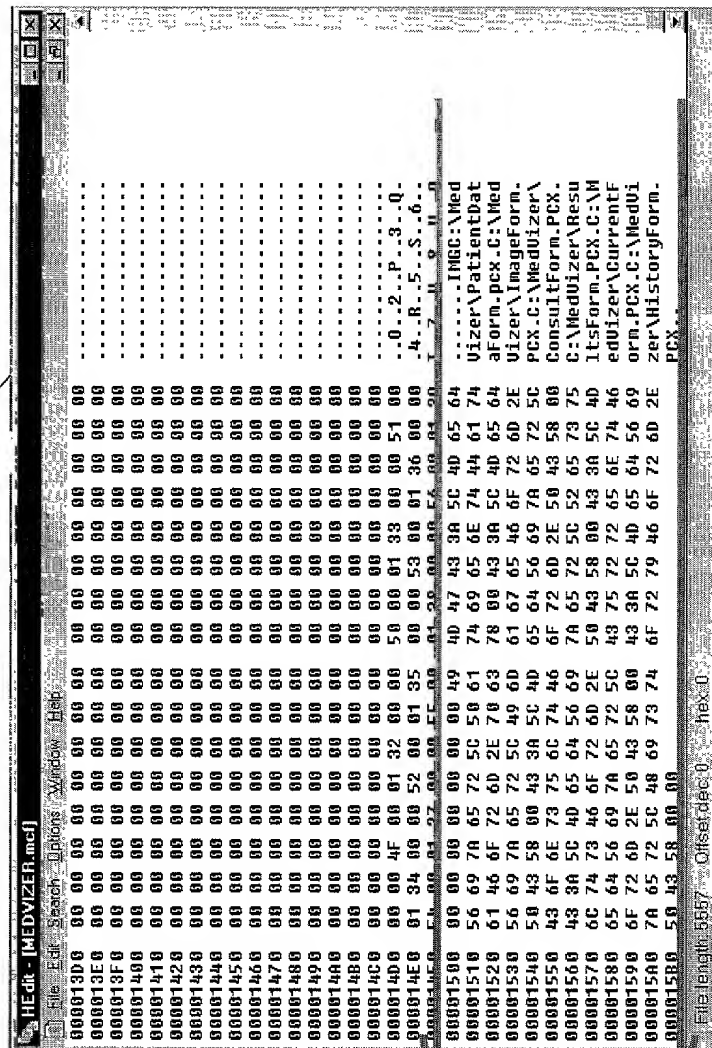 HEdit - [MEDVIZER.mcf]
File Edit Search Options Window Help
000013D0 00 00 00 00 00 00 00 00 00 00 00 00 00 00 00 00 ................
000013E0 00 00 00 00 00 00 00 00 00 00 00 00 00 00 00 00 ................
000013F0 00 00 00 00 00 00 00 00 00 00 00 00 00 00 00 00 ................
00001400 00 00 00 00 00 00 00 00 00 00 00 00 00 00 00 00 ................
00001410 00 00 00 00 00 00 00 00 00 00 00 00 00 00 00 00 ................
00001420 00 00 00 00 00 00 00 00 00 00 00 00 00 00 00 00 ................
00001430 00 00 00 00 00 00 00 00 00 00 00 00 00 00 00 00 ................
00001440 00 00 00 00 00 00 00 00 00 00 00 00 00 00 00 00 ................
00001450 00 00 00 00 00 00 00 00 00 00 00 00 00 00 00 00 ................
00001460 00 00 00 00 00 00 00 00 00 00 00 00 00 00 00 00 ................
00001470 00 00 00 00 00 00 00 00 00 00 00 00 00 00 00 00 ................
00001480 00 00 00 00 00 00 00 00 00 00 00 00 00 00 00 00 ................
00001490 00 00 00 00 00 00 00 00 00 00 00 00 00 00 00 00 ................
000014A0 00 00 00 00 00 00 00 00 00 00 00 00 00 00 00 00 ................
000014B0 00 00 00 00 00 00 00 00 00 00 00 00 00 00 00 00 ................
000014C0 00 00 00 00 00 00 00 00 00 00 00 00 00 00 00 00 ................
000014D0 00 00 4F 00 01 32 00 00 50 00 01 33 00 00 51 00 ..O..2..P..3..Q.
000014E0 01 34 00 00 52 00 01 35 00 00 53 00 01 36 00 00 .4..R..5..S..6..
00001500 00 00 00 00 00 00 00 49 4D 47 43 3A 5C 4D 65 64 .......IMGC:\Med
00001510 56 69 7A 65 72 5C 50 61 74 69 65 6E 74 44 61 74 Vizer\PatientDat
00001520 61 46 6F 72 6D 2E 70 63 78 00 43 3A 5C 4D 65 64 aForm.pcx.C:\Med
00001530 56 69 7A 65 72 5C 49 6D 61 67 65 46 6F 72 6D 2E Vizer\ImageForm.
00001540 50 43 58 00 43 3A 5C 4D 65 64 56 69 7A 65 72 5C PCX.C:\MedVizer\
00001550 43 6F 6E 73 75 6C 74 46 6F 72 6D 2E 50 43 58 00 ConsultForm.PCX.
00001560 43 3A 5C 4D 65 64 56 69 7A 65 72 5C 52 65 73 75 C:\MedVizer\Resu
00001570 6C 74 73 46 6F 72 6D 2E 50 43 58 00 43 3A 5C 4D ltsForm.PCX.C:\M
00001580 65 64 56 69 7A 65 72 5C 43 75 72 72 65 6E 74 46 edVizer\CurrentF
00001590 6F 72 6D 2E 50 43 58 00 43 3A 5C 4D 65 64 56 69 orm.PCX.C:\MedVi
000015A0 7A 65 72 5C 48 69 73 74 6F 72 79 46 6F 72 6D 2E zer\HistoryForm.
000015B0 50 43 58 00 00 PCX..
File length: 5557 Offset dec: 0 hex: 0